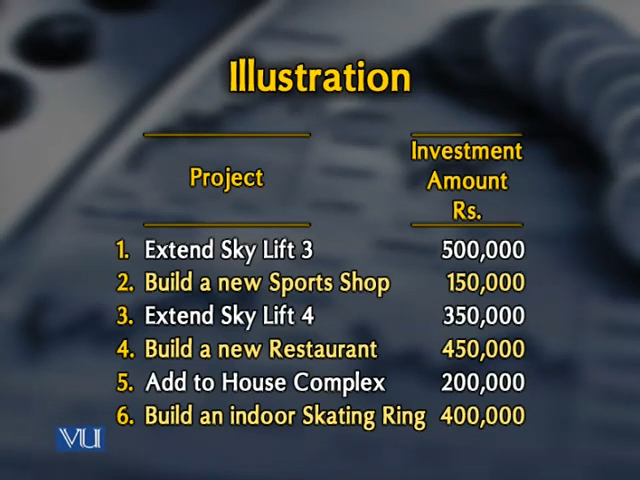 Illustration
Project
Investment
Amount
Rs.
1. Extend Sky Lift 3 500,000
2. Build a new Sports Shop 150,000
3. Extend Sky Lift 4 350,000
4. Build a new Restaurant 450,000
5. Add to House Complex 200,000
6. Build an indoor Skating Ring 400,000
VU